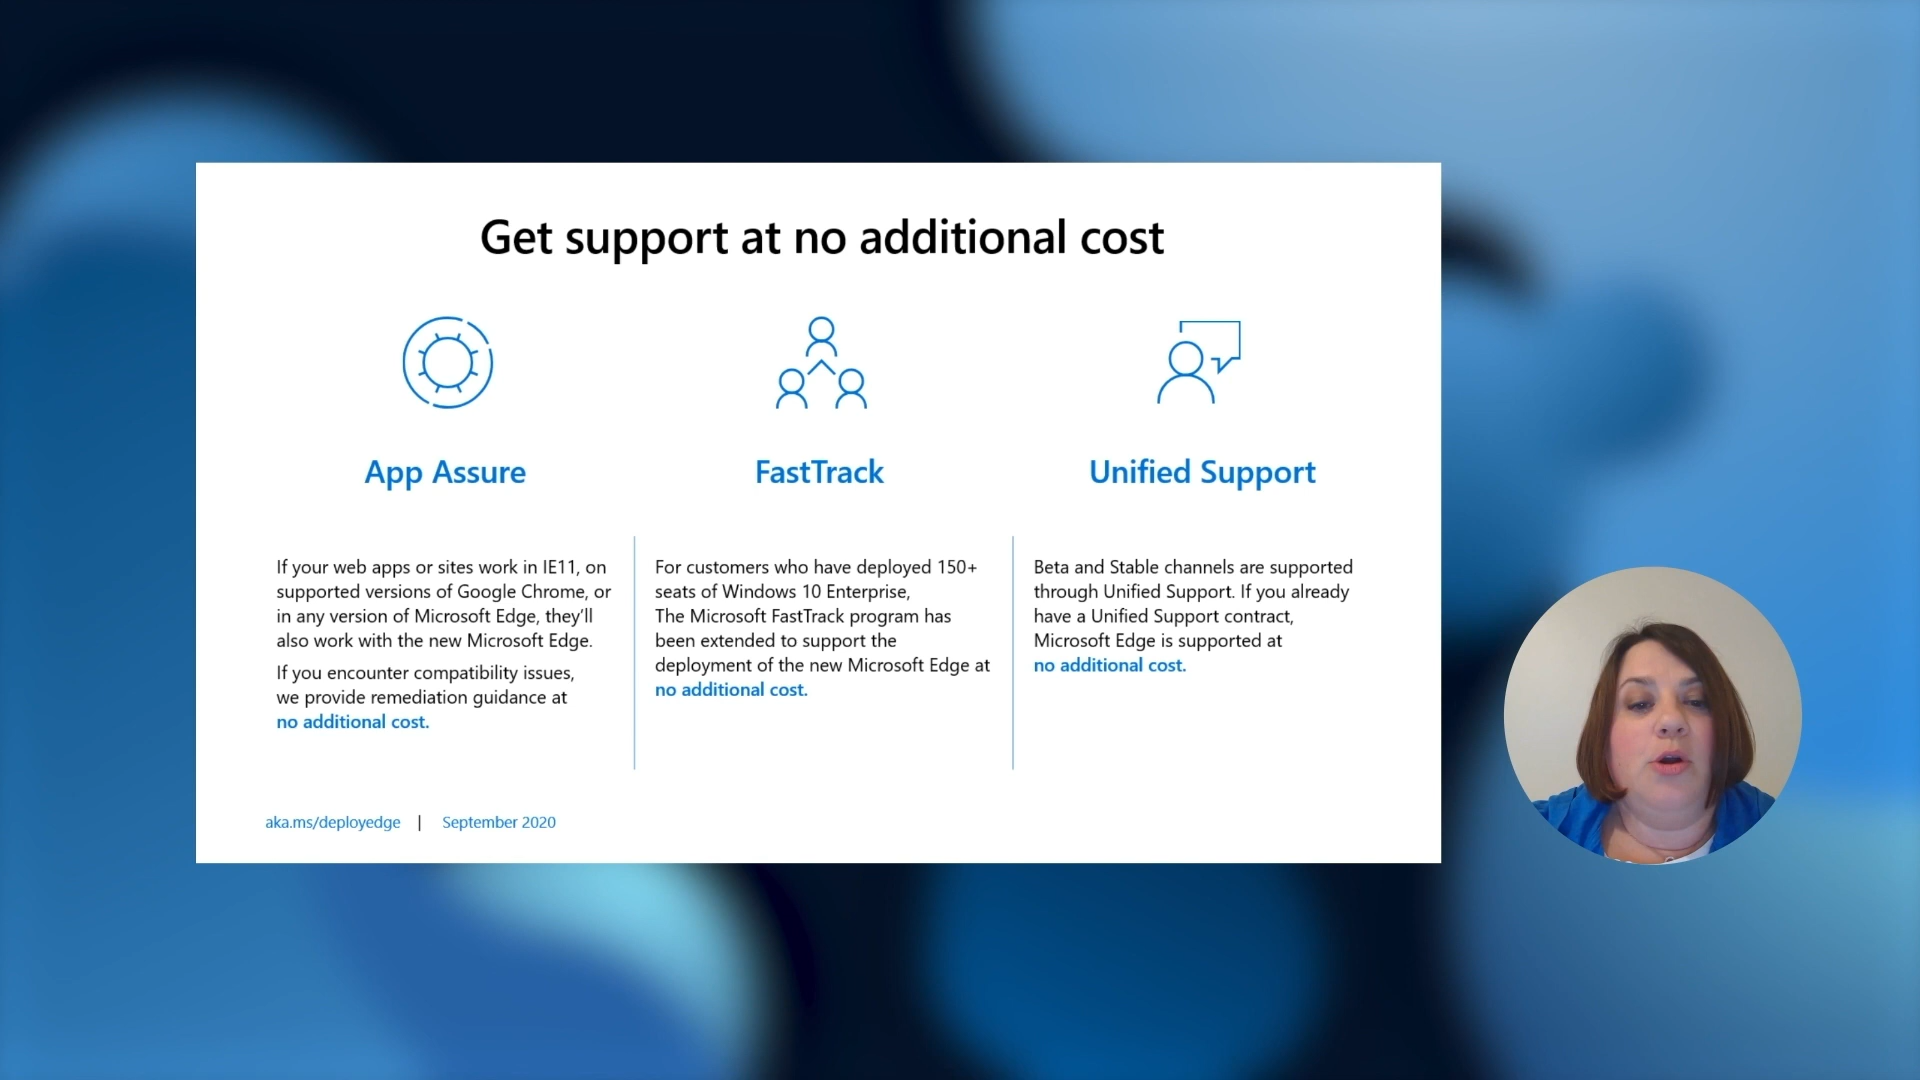 Get support at no additional cost
App Assure
If your web apps or sites work in IE11, on
supported versions of Google Chrome, or
in any version of Microsoft Edge, they’ll
also work with the new Microsoft Edge.
If you encounter compatibility issues,
we provide remediation guidance at
no additional cost.
FastTrack
For customers who have deployed 150+
seats of Windows 10 Enterprise,
The Microsoft FastTrack program has
been extended to support the
deployment of the new Microsoft Edge at
no additional cost.
Unified Support
Beta and Stable channels are supported
through Unified Support. If you already
have a Unified Support contract,
Microsoft Edge is supported at
no additional cost.
aka.ms/deployedge | September 2020